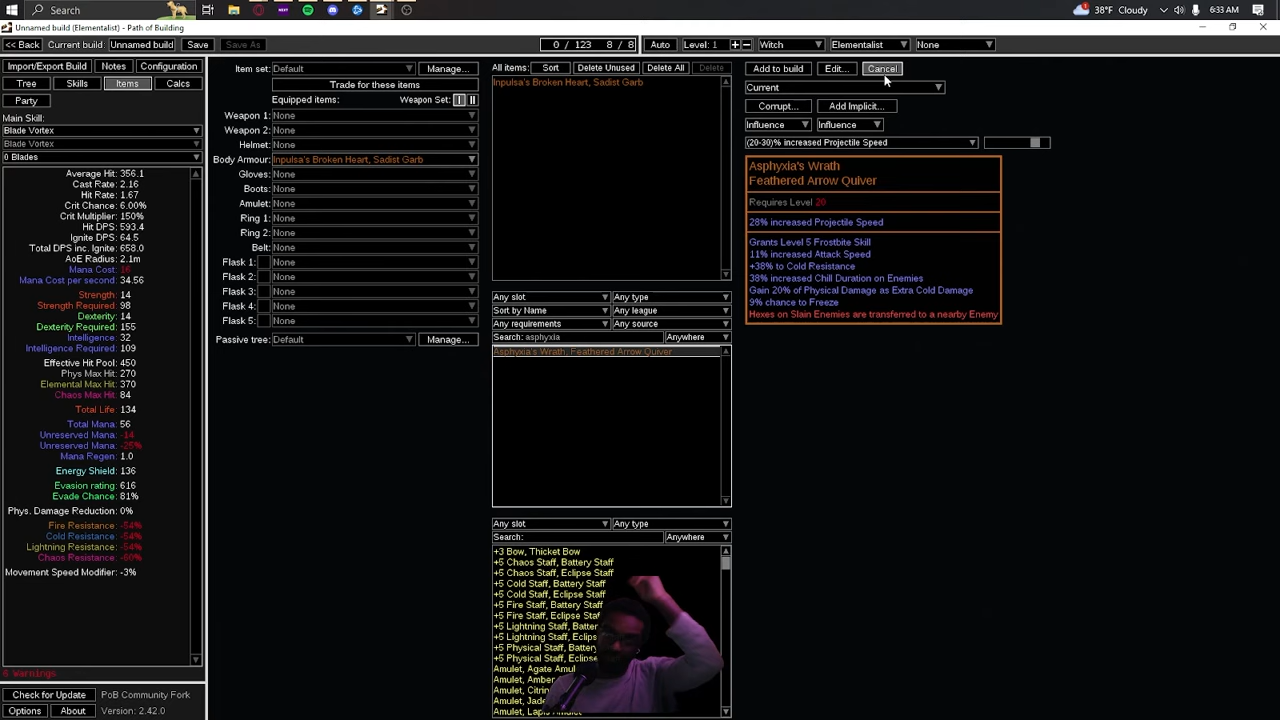 Search
38°F Cloudy
6:33 AM
Unnamed build (Elementalist) - Path of Building
<< Back
Current build:
Unnamed build
Save
Save As
0 / 123 8 / 8
Auto
Level: 1
+
-
Witch
Elementalist
None
Import/Export Build
Notes
Configuration
Tree
Skills
Items
Calcs
Party
Main Skill:
Blade Vortex
Blade Vortex
0 Blades
Average Hit: 356.1
Cast Rate: 2.16
Hit Rate: 1.67
Crit Chance: 6.00%
Crit Multiplier: 150%
Hit DPS: 593.4
Ignite DPS: 64.5
Total DPS inc. Ignite: 658.0
AoE Radius: 2.1m
Mana Cost: 16
Mana Cost per second: 34.56
Strength: 14
Strength Required: 98
Dexterity: 14
Dexterity Required: 155
Intelligence: 32
Intelligence Required: 109
Effective Hit Pool: 450
Phys Max Hit: 270
Elemental Max Hit: 370
Chaos Max Hit: 84
Total Life: 134
Total Mana: 56
Unreserved Mana: -14
Unreserved Mana: -25%
Mana Regen: 1.0
Energy Shield: 136
Evasion rating: 616
Evade Chance: 81%
Phys. Damage Reduction: 0%
Fire Resistance: -54%
Cold Resistance: -54%
Lightning Resistance: -54%
Chaos Resistance: -60%
Movement Speed Modifier: -3%
6 Warnings
Check for Update
PoB Community Fork
Options
About
Version: 2.42.0
Item set:
Default
Manage...
Trade for these items
Equipped items:
Weapon Set:
I
II
Weapon 1: None
Weapon 2: None
Helmet: None
Body Armour: Inpulsa's Broken Heart, Sadist Garb
Gloves: None
Boots: None
Amulet: None
Ring 1: None
Ring 2: None
Belt: None
Flask 1: None
Flask 2: None
Flask 3: None
Flask 4: None
Flask 5: None
Passive tree: Default
Manage...
All items:
Sort
Delete Unused
Delete All
Delete
Inpulsa's Broken Heart, Sadist Garb
Any slot
Any type
Sort by Name
Any league
Any requirements
Any source
Search: asphyxia
Anywhere
Asphyxia's Wrath, Feathered Arrow Quiver
Any slot
Any type
Search:
Anywhere
+3 Bow, Thicket Bow
+5 Chaos Staff, Battery Staff
+5 Chaos Staff, Eclipse Staff
+5 Cold Staff, Battery Staff
+5 Cold Staff, Eclipse Staff
+5 Fire Staff, Battery Staff
+5 Fire Staff, Eclipse
+5 Lightning Staff,
+5 Lightning Staff,
+5 Physical Staff,
+5 Physical Staff,
Amulet, Agate Amul
Amulet, Amber
Amulet, Citrin
Amulet, Jade
Amulet, Lapis Amulet
Add to build
Edit...
Cancel
Current
Corrupt...
Add Implicit...
Influence
Influence
(20-30)% increased Projectile Speed
Asphyxia's Wrath
Feathered Arrow Quiver
Requires Level 20
28% increased Projectile Speed
Grants Level 5 Frostbite Skill
11% increased Attack Speed
+38% to Cold Resistance
38% increased Chill Duration on Enemies
Gain 20% of Physical Damage as Extra Cold Damage
9% chance to Freeze
Hexes on Slain Enemies are transferred to a nearby Enemy